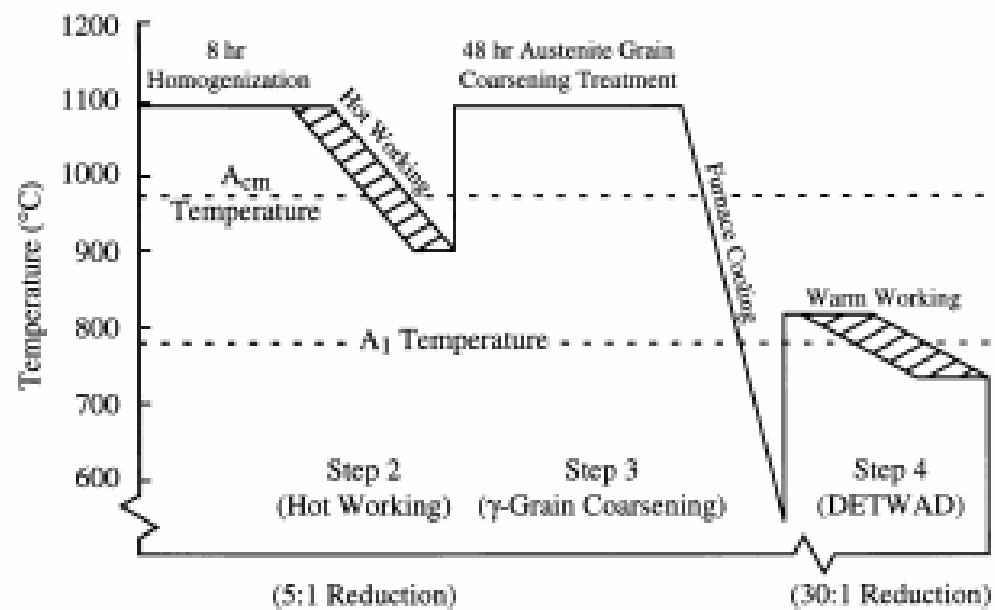 1200
1100
1000
900
800
700
600
Temperature (°C)
8 hr
Homogenization
Hot Working
48 hr Austenite Grain
Coarsening Treatment
Acm
Temperature
Furnace Cooling
Warm Working
A1 Temperature
Step 2
(Hot Working)
Step 3
(γ-Grain Coarsening)
Step 4
(DETWAD)
(5:1 Reduction)
(30:1 Reduction)